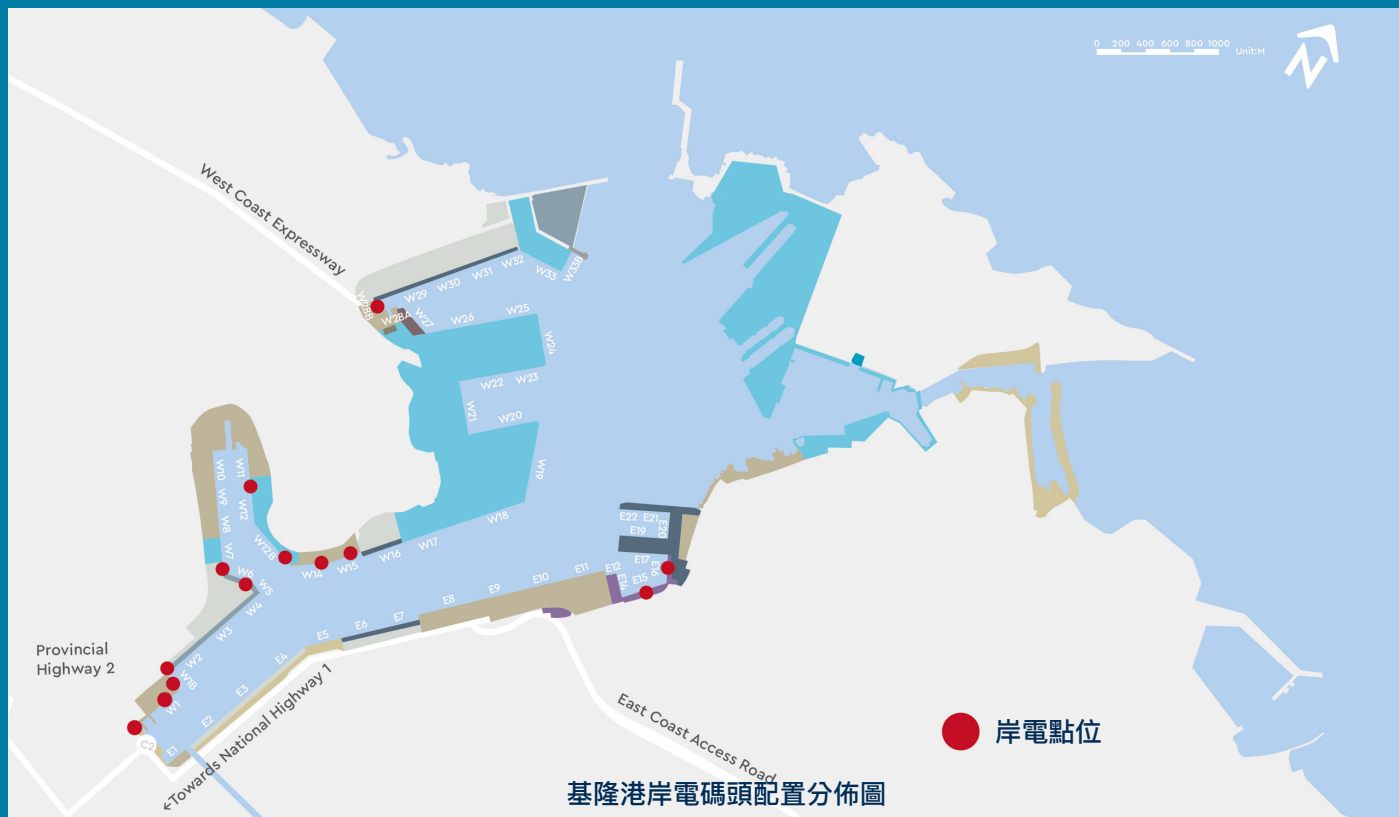 0 200 400 600 800 1000
Unit:M
N
West Coast Expressway
W32
W31
W30
W29
W33
W33B
W28B
W28A
W27
W26
W25
W24
W23
W22
W21
W20
W19
W18
W17
W16
W15
W14
W12B
W12
W11
W10
W9
W8
W7
W6
W5
W4
W3
W2
W1B
W1
E22
E21
E20
E19
E17
E16
E15
E14
E12
E11
E10
E9
E8
E7
E6
E5
E4
E3
E2
E1
C2
Provincial
Highway 2
←Towards National Highway 1
East Coast Access Road
岸電點位
基隆港岸電碼頭配置分佈圖